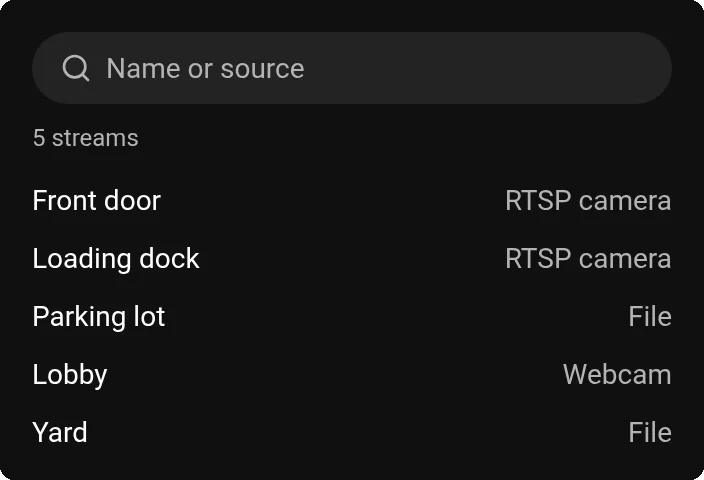 Name or source
5 streams
Front door RTSP camera
Loading dock RTSP camera
Parking lot File
Lobby Webcam
Yard File